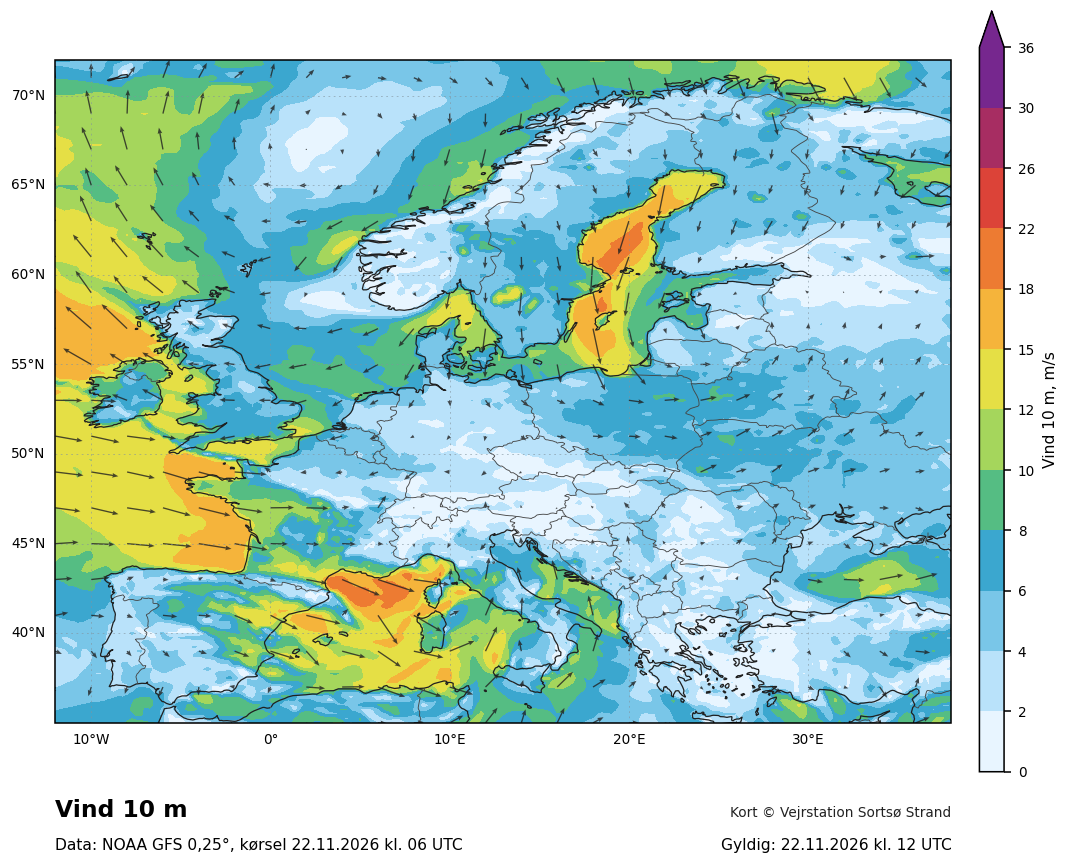 70°N
65°N
60°N
55°N
50°N
45°N
40°N
10°W 0° 10°E 20°E 30°E
36
30
26
22
18
15
12
10
8
6
4
2
0
Vind 10 m, m/s
Vind 10 m
Kort © Vejrstation Sortsø Strand
Data: NOAA GFS 0,25°, kørsel 22.11.2026 kl. 06 UTC
Gyldig: 22.11.2026 kl. 12 UTC